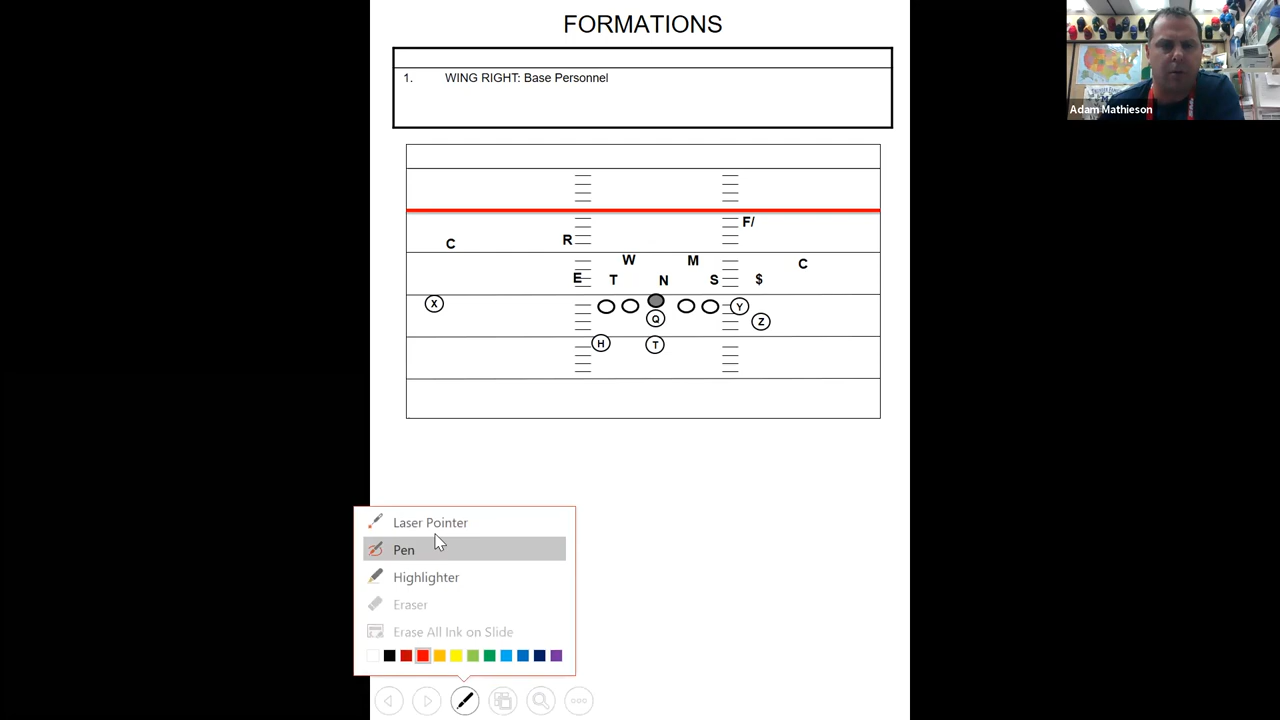 FORMATIONS
1. WING RIGHT: Base Personnel
Adam Mathieson
F/
C R
W M C
E T N S $
X Y
Q Z
H T
Laser Pointer
Pen
Highlighter
Eraser
Erase All Ink on Slide